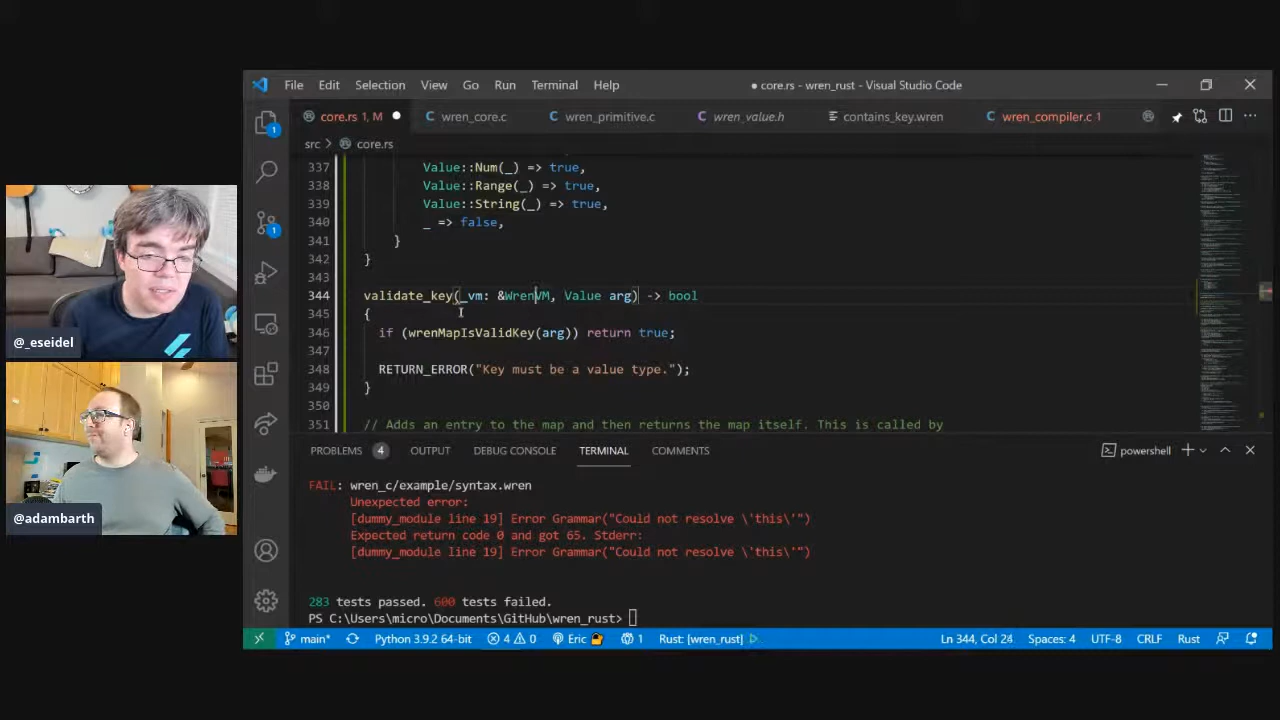 File Edit Selection View Go Run Terminal Help
● core.rs - wren_rust - Visual Studio Code
core.rs 1, M ●
wren_core.c
wren_primitive.c
wren_value.h
contains_key.wren
wren_compiler.c 1
src > core.rs
337 Value::Num(_) => true,
338 Value::Range(_) => true,
339 Value::String(_) => true,
340 _ => false,
341 }
342 }
343
344 validate_key(_vm: &WrenVM, Value arg) -> bool
345 {
346 if (wrenMapIsValidKey(arg)) return true;
347
348 RETURN_ERROR("Key must be a value type.");
349 }
350
351 // Adds an entry to the map and then returns the map itself. This is called by
1
1
@_eseidel
@adambarth
PROBLEMS 4 OUTPUT DEBUG CONSOLE TERMINAL COMMENTS
powershell
FAIL: wren_c/example/syntax.wren
Unexpected error:
[dummy_module line 19] Error Grammar("Could not resolve \'this\'")
Expected return code 0 and got 65. Stderr:
[dummy_module line 19] Error Grammar("Could not resolve \'this\'")
283 tests passed. 600 tests failed.
PS C:\Users\micro\Documents\GitHub\wren_rust>
main* Python 3.9.2 64-bit 4 0 Eric 1 Rust: [wren_rust] Ln 344, Col 24 Spaces: 4 UTF-8 CRLF Rust